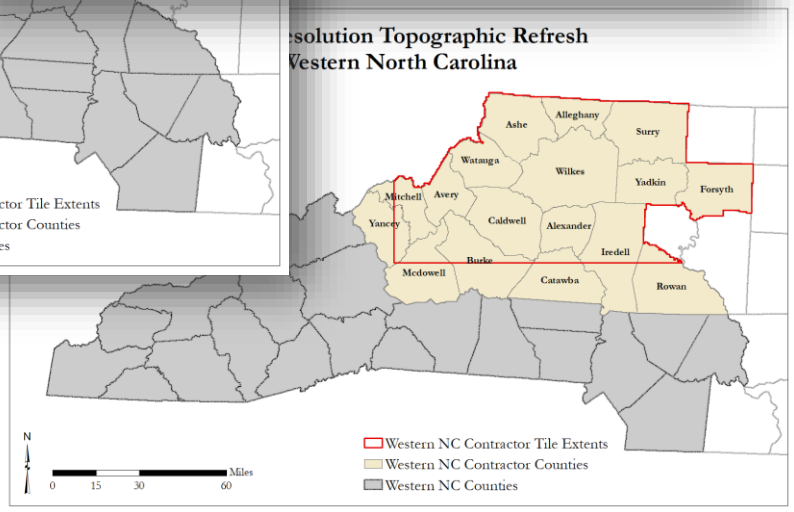 esolution Topographic Refresh
Western North Carolina
Alleghany
Ashe
Surry
Watauga
Wilkes
Yadkin
Forsyth
Mitchell
Avery
Yancey
Caldwell
Alexander
Iredell
Burke
Mcdowell
Catawba
Rowan
ctor Tile Extents
ctor Counties
es
N
Miles
0 15 30 60
Western NC Contractor Tile Extents
Western NC Contractor Counties
Western NC Counties